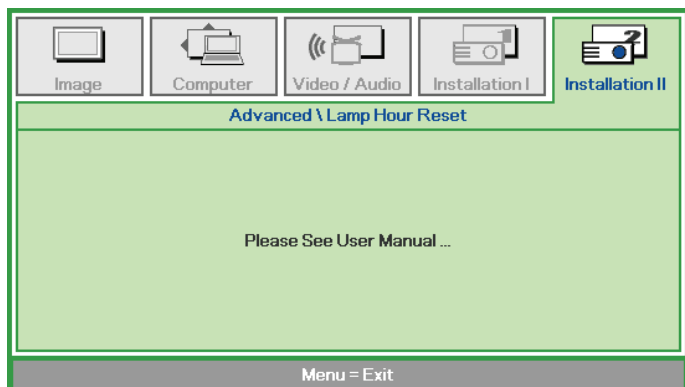 Image
Computer
Video / Audio
Installation I
Installation II
Advanced \ Lamp Hour Reset
Please See User Manual ...
Menu = Exit